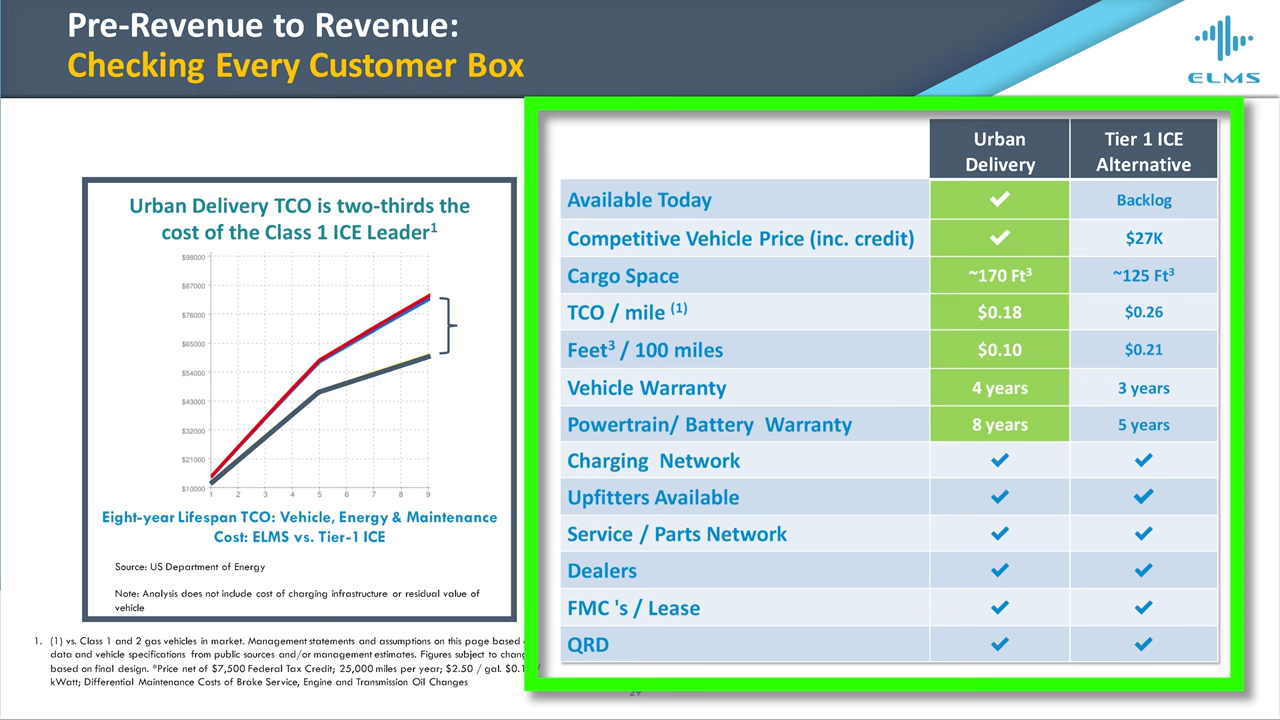 Pre-Revenue to Revenue:
Checking Every Customer Box
ELMS
Urban Delivery TCO is two-thirds the
cost of the Class 1 ICE Leader1
$98000
$87000
$76000
$65000
$54000
$43000
$32000
$21000
$10000
1 2 3 4 5 6 7 8 9
Eight-year Lifespan TCO: Vehicle, Energy & Maintenance
Cost: ELMS vs. Tier-1 ICE
Source: US Department of Energy
Note: Analysis does not include cost of charging infrastructure or residual value of
vehicle
Urban Delivery Tier 1 ICE Alternative
Available Today ✓ Backlog
Competitive Vehicle Price (inc. credit) ✓ $27K
Cargo Space ~170 Ft3 ~125 Ft3
TCO / mile (1) $0.18 $0.26
Feet3 / 100 miles $0.10 $0.21
Vehicle Warranty 4 years 3 years
Powertrain/ Battery Warranty 8 years 5 years
Charging Network ✓ ✓
Upfitters Available ✓ ✓
Service / Parts Network ✓ ✓
Dealers ✓ ✓
FMC 's / Lease ✓ ✓
QRD ✓ ✓
1. (1) vs. Class 1 and 2 gas vehicles in market. Management statements and assumptions on this page based
data and vehicle specifications from public sources and/or management estimates. Figures subject to
based on final design. *Price net of $7,500 Federal Tax Credit; 25,000 miles per year; $2.50 / gal.
kWatt; Differential Maintenance Costs of Brake Service, Engine and Transmission Oil Changes